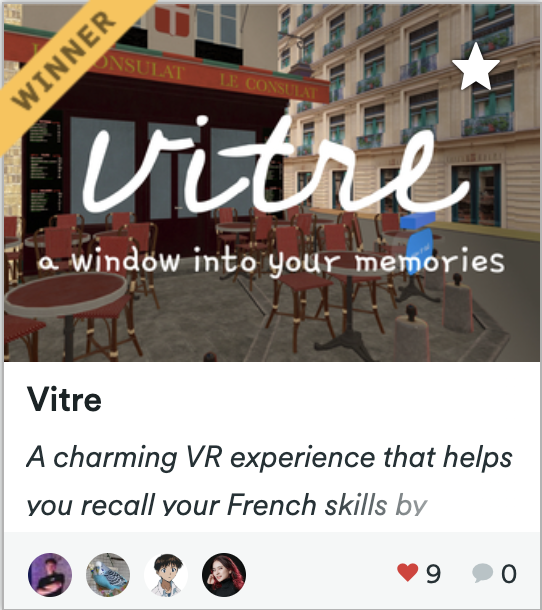 WINNER
LE CONSULAT
LE CONSULAT
vitre
a window into your memories
Vitre
A charming VR experience that helps
you recall your French skills by
9
0